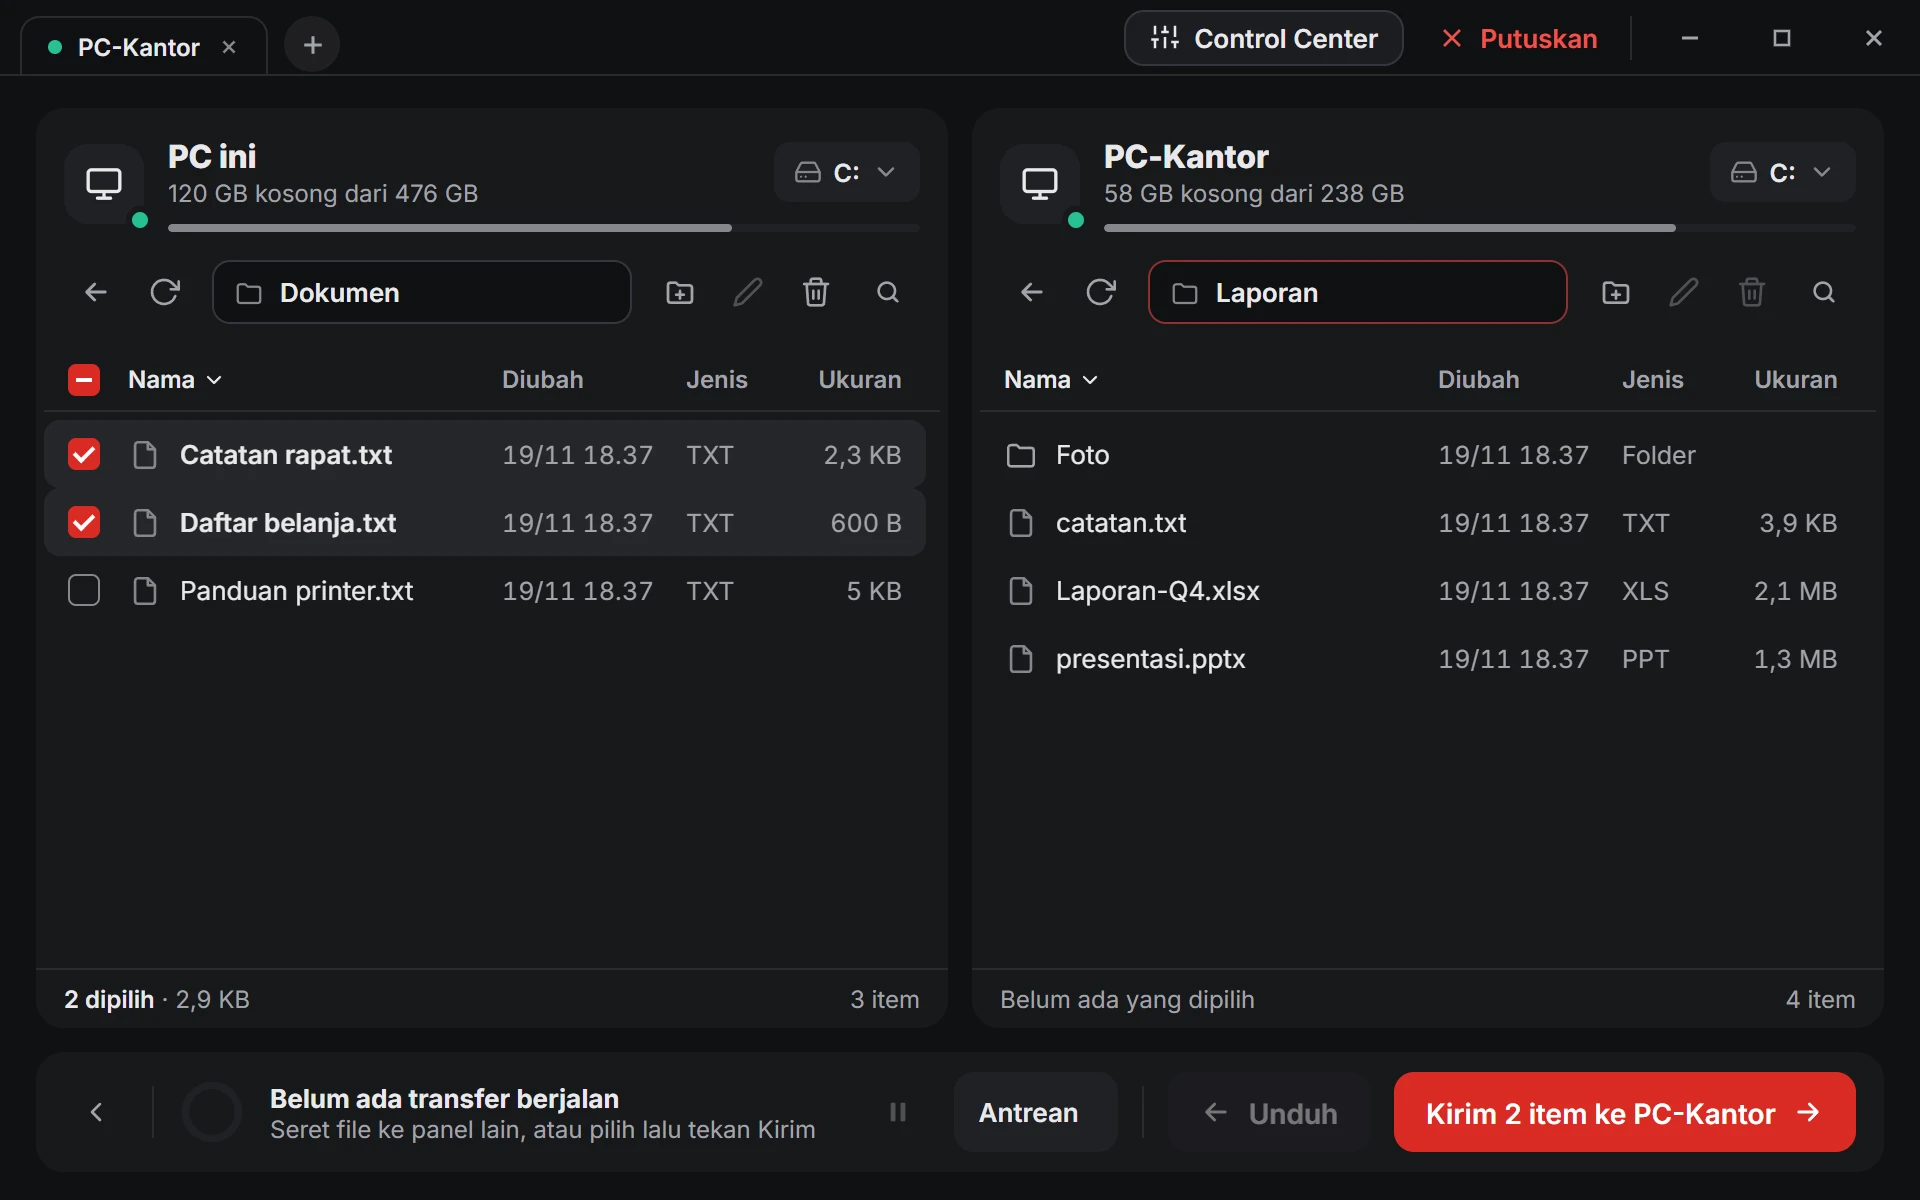 PC-Kantor
Control Center
Putuskan
PC ini
120 GB kosong dari 476 GB
C:
Dokumen
Nama
Diubah
Jenis
Ukuran
Catatan rapat.txt
19/11 18.37
TXT
2,3 KB
Daftar belanja.txt
19/11 18.37
TXT
600 B
Panduan printer.txt
19/11 18.37
TXT
5 KB
2 dipilih · 2,9 KB
3 item
PC-Kantor
58 GB kosong dari 238 GB
C:
Laporan
Nama
Diubah
Jenis
Ukuran
Foto
19/11 18.37
Folder
catatan.txt
19/11 18.37
TXT
3,9 KB
Laporan-Q4.xlsx
19/11 18.37
XLS
2,1 MB
presentasi.pptx
19/11 18.37
PPT
1,3 MB
Belum ada yang dipilih
4 item
Belum ada transfer berjalan
Seret file ke panel lain, atau pilih lalu tekan Kirim
Antrean
Unduh
Kirim 2 item ke PC-Kantor